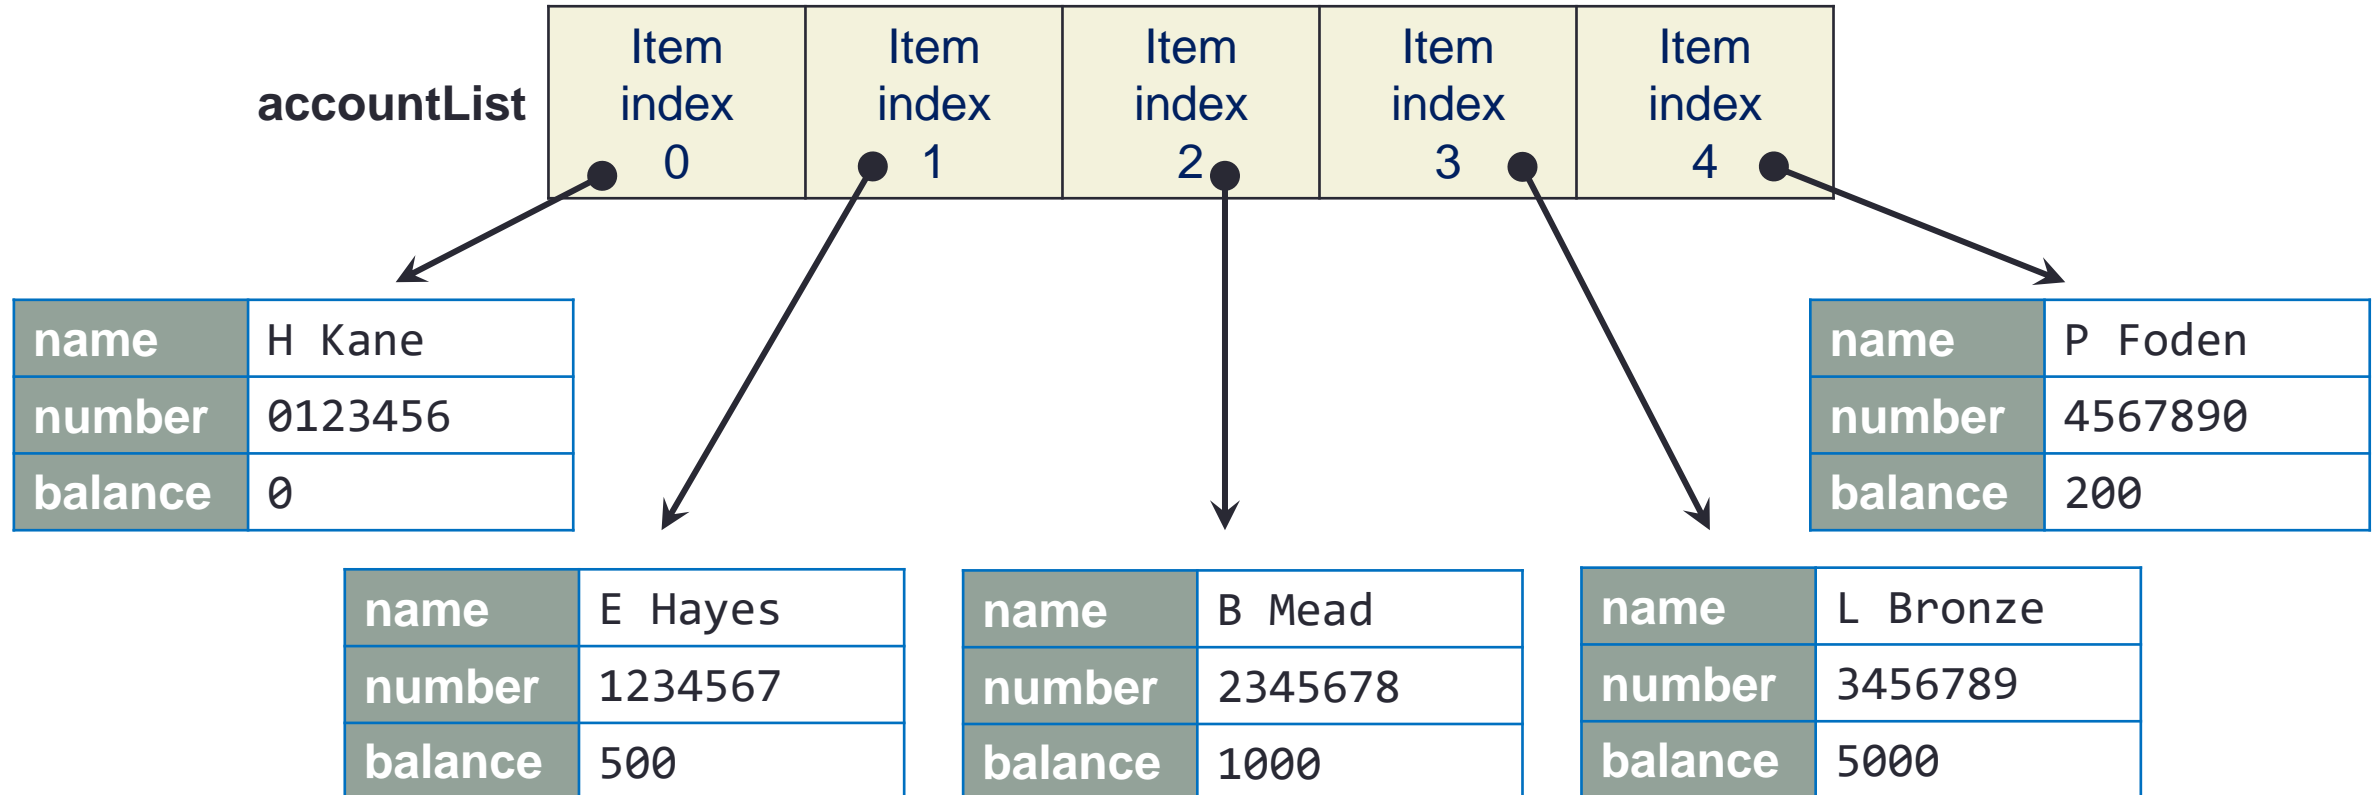 accountList
Item index 0
Item index 1
Item index 2
Item index 3
Item index 4
name H Kane
number 0123456
balance 0
name P Foden
number 4567890
balance 200
name E Hayes
number 1234567
balance 500
name B Mead
number 2345678
balance 1000
name L Bronze
number 3456789
balance 5000